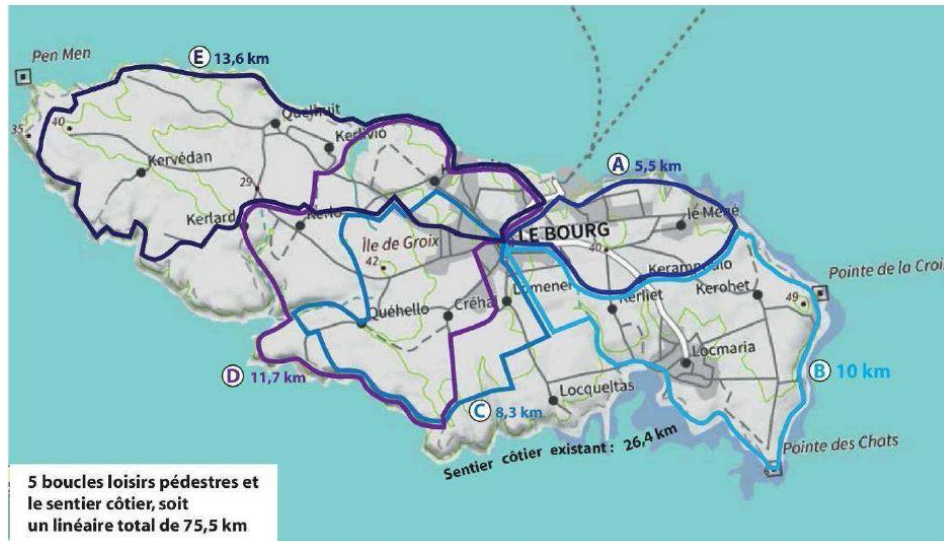 Pen Men
E 13,6 km
Quelhuit
Kerlivio
35
40
Kervédan
29
A 5,5 km
le Méné
LE BOURG
Kerlard
Kerlo
Île de Groix
42
40
Pointe de la Croix
Kerohet
49
Lomener
Kerliet
Quéhello
Créhal
Locmaria
D 11,7 km
B 10 km
C 8,3 km
Locqueltas
Sentier côtier existant : 26,4 km
Pointe des Chats
5 boucles loisirs pédestres et
le sentier côtier, soit
un linéaire total de 75,5 km